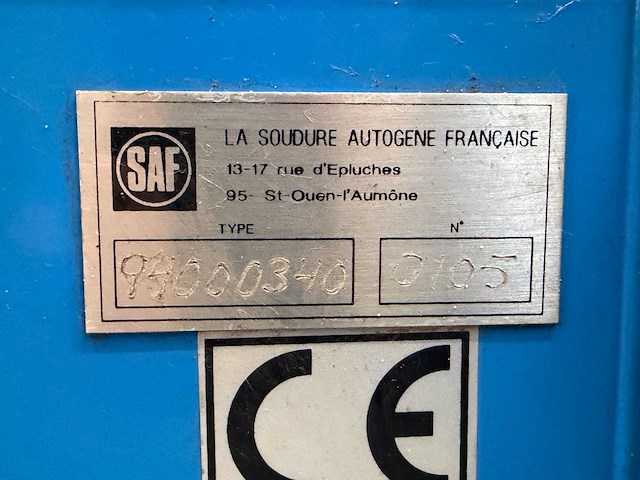 SAF
LA SOUDURE AUTOGENE FRANÇAISE
13-17 rue d'Epluches
95- St-Ouen-l'Aumône
TYPE N°
94000340 0105
CE